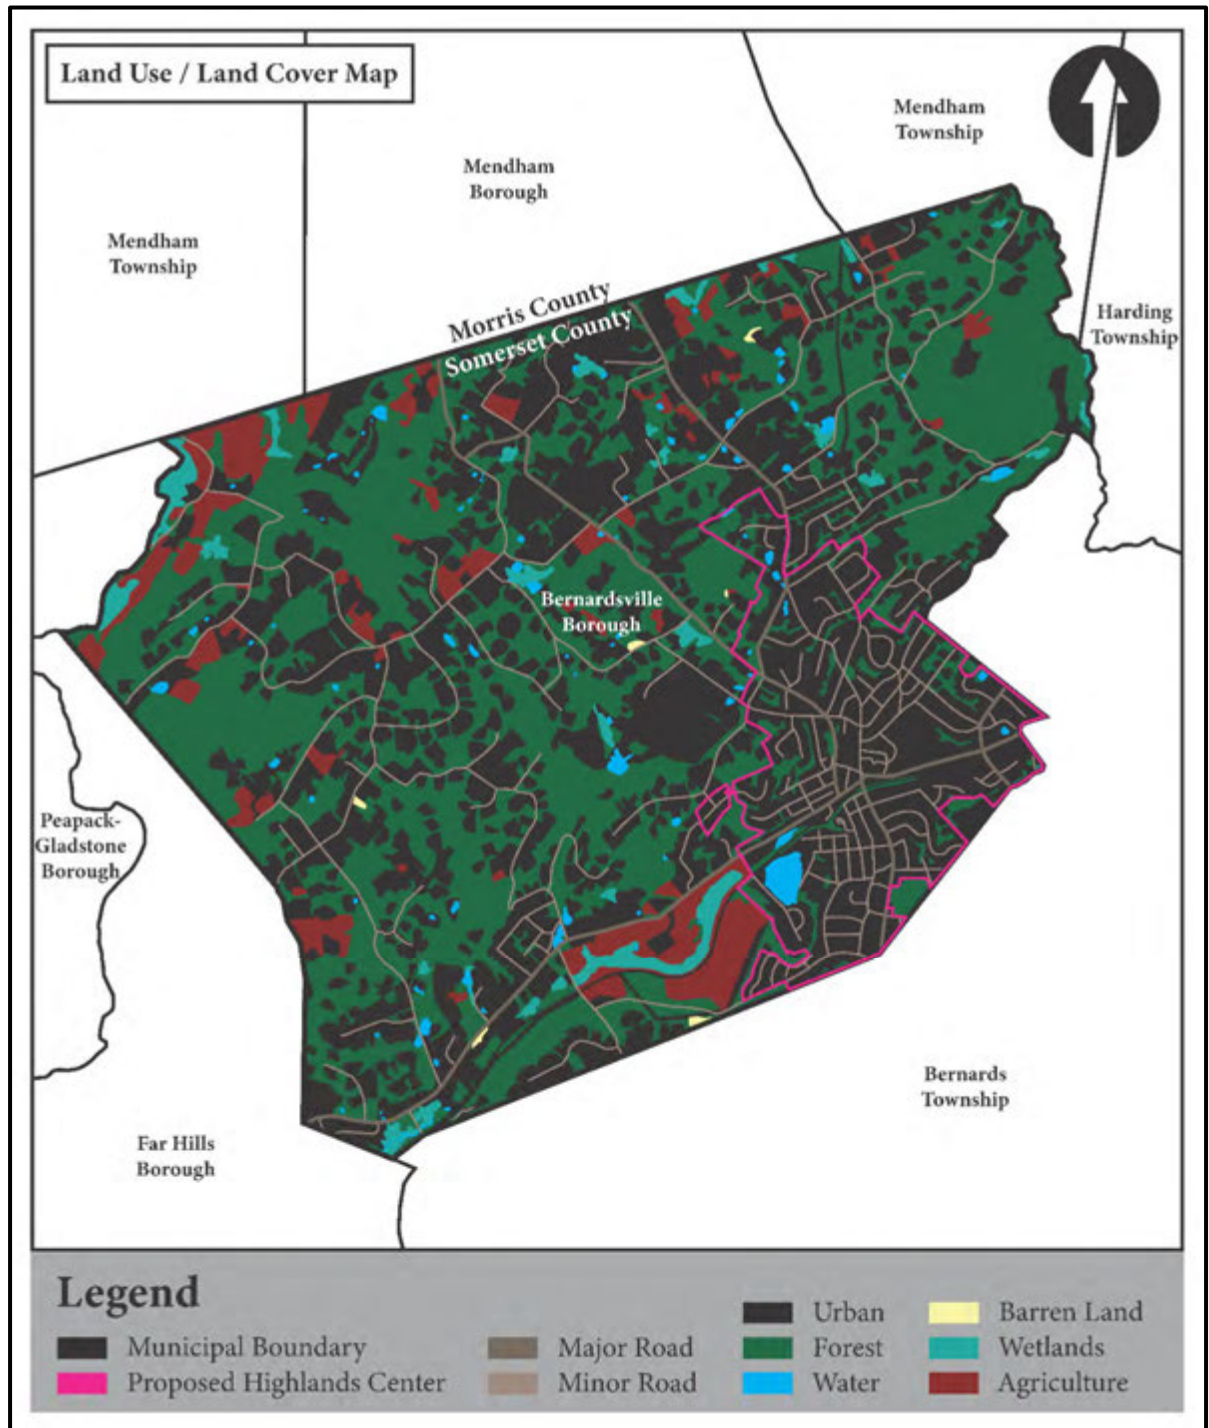 Land Use / Land Cover Map
Mendham
Township
Mendham
Borough
Mendham
Township
Harding
Township
Morris County
Somerset County
Bernardsville
Borough
Peapack-
Gladstone
Borough
Bernards
Township
Far Hills
Borough
Legend
Municipal Boundary
Proposed Highlands Center
Major Road
Minor Road
Urban
Forest
Water
Barren Land
Wetlands
Agriculture